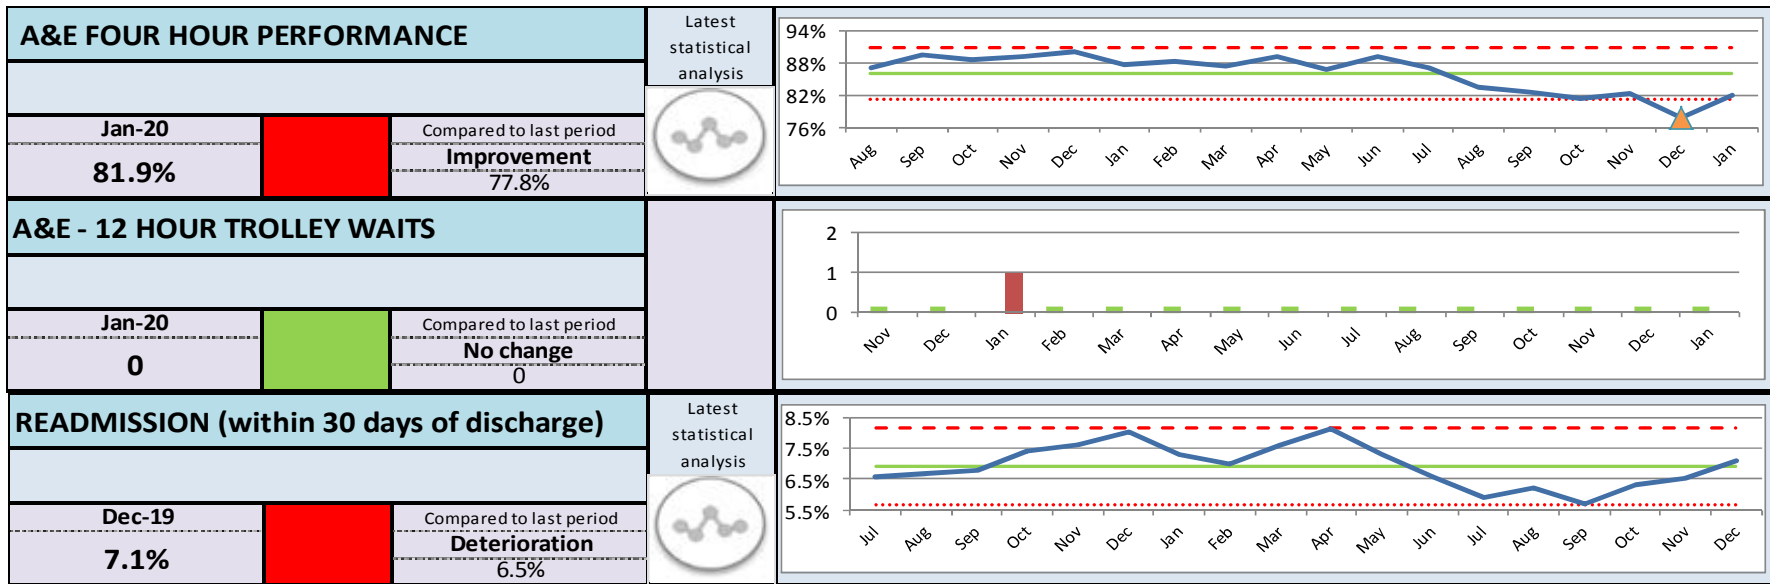 A&E FOUR HOUR PERFORMANCE
Latest
statistical
analysis
Jan-20
Compared to last period
81.9%
Improvement
77.8%
94%
88%
82%
76%
Aug Sep Oct Nov Dec Jan Feb Mar Apr May Jun Jul Aug Sep Oct Nov Dec Jan
A&E - 12 HOUR TROLLEY WAITS
Jan-20
Compared to last period
0
No change
0
2
1
0
Nov Dec Jan Feb Mar Apr May Jun Jul Aug Sep Oct Nov Dec Jan
READMISSION (within 30 days of discharge)
Latest
statistical
analysis
Dec-19
Compared to last period
7.1%
Deterioration
6.5%
8.5%
7.5%
6.5%
5.5%
Jul Aug Sep Oct Nov Dec Jan Feb Mar Apr May Jun Jul Aug Sep Oct Nov Dec